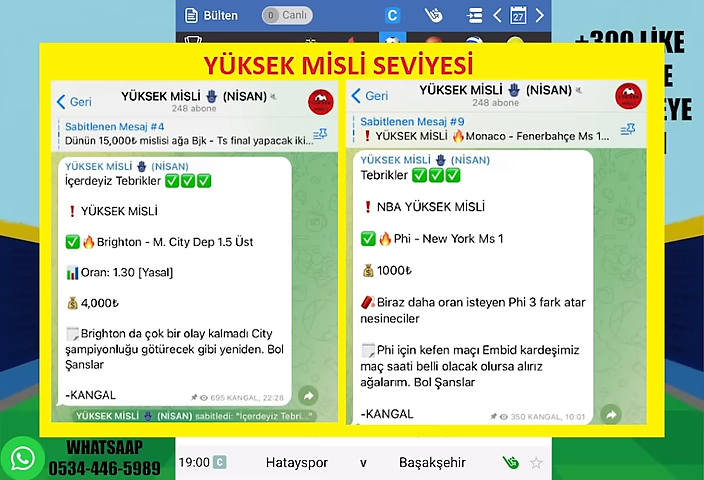 Bülten
0 Canlı
C
27
+300 LİKE
YÜKSEK MİSLİ SEVİYESİ
Geri
YÜKSEK MİSLİ (NİSAN)
248 abone
Sabitlenen Mesaj #4
Dünün 15,000₺ mislisi ağa Bjk - Ts final yapacak iki...
YÜKSEK MİSLİ (NİSAN)
İçerdeyiz Tebrikler ✅✅✅
❗ YÜKSEK MİSLİ
✅🔥Brighton - M. City Dep 1.5 Üst
📊Oran: 1.30 [Yasal]
💰4,000₺
🗒Brighton da çok bir olay kalmadı City
şampiyonluğu götürecek gibi yeniden. Bol
Şanslar
-KANGAL
695 KANGAL, 22:28
YÜKSEK MİSLİ (NİSAN) sabitledi: "İçerdeyiz Tebri..."
Geri
YÜKSEK MİSLİ (NİSAN)
248 abone
Sabitlenen Mesaj #9
❗ YÜKSEK MİSLİ 🔥Monaco - Fenerbahçe Ms 1...
YÜKSEK MİSLİ (NİSAN)
Tebrikler ✅✅✅
❗ NBA YÜKSEK MİSLİ
✅🔥Phi - New York Ms 1
💰1000₺
Biraz daha oran isteyen Phi 3 fark atar
nesineciler
🗒Phi için kefen maçı Embid kardeşimiz
maç saati belli olacak olursa alırız
ağalarım. Bol Şanslar
-KANGAL
350 KANGAL, 10:01
WHATSAAP
0534-446-5989
19:00 C Hatayspor v Başakşehir